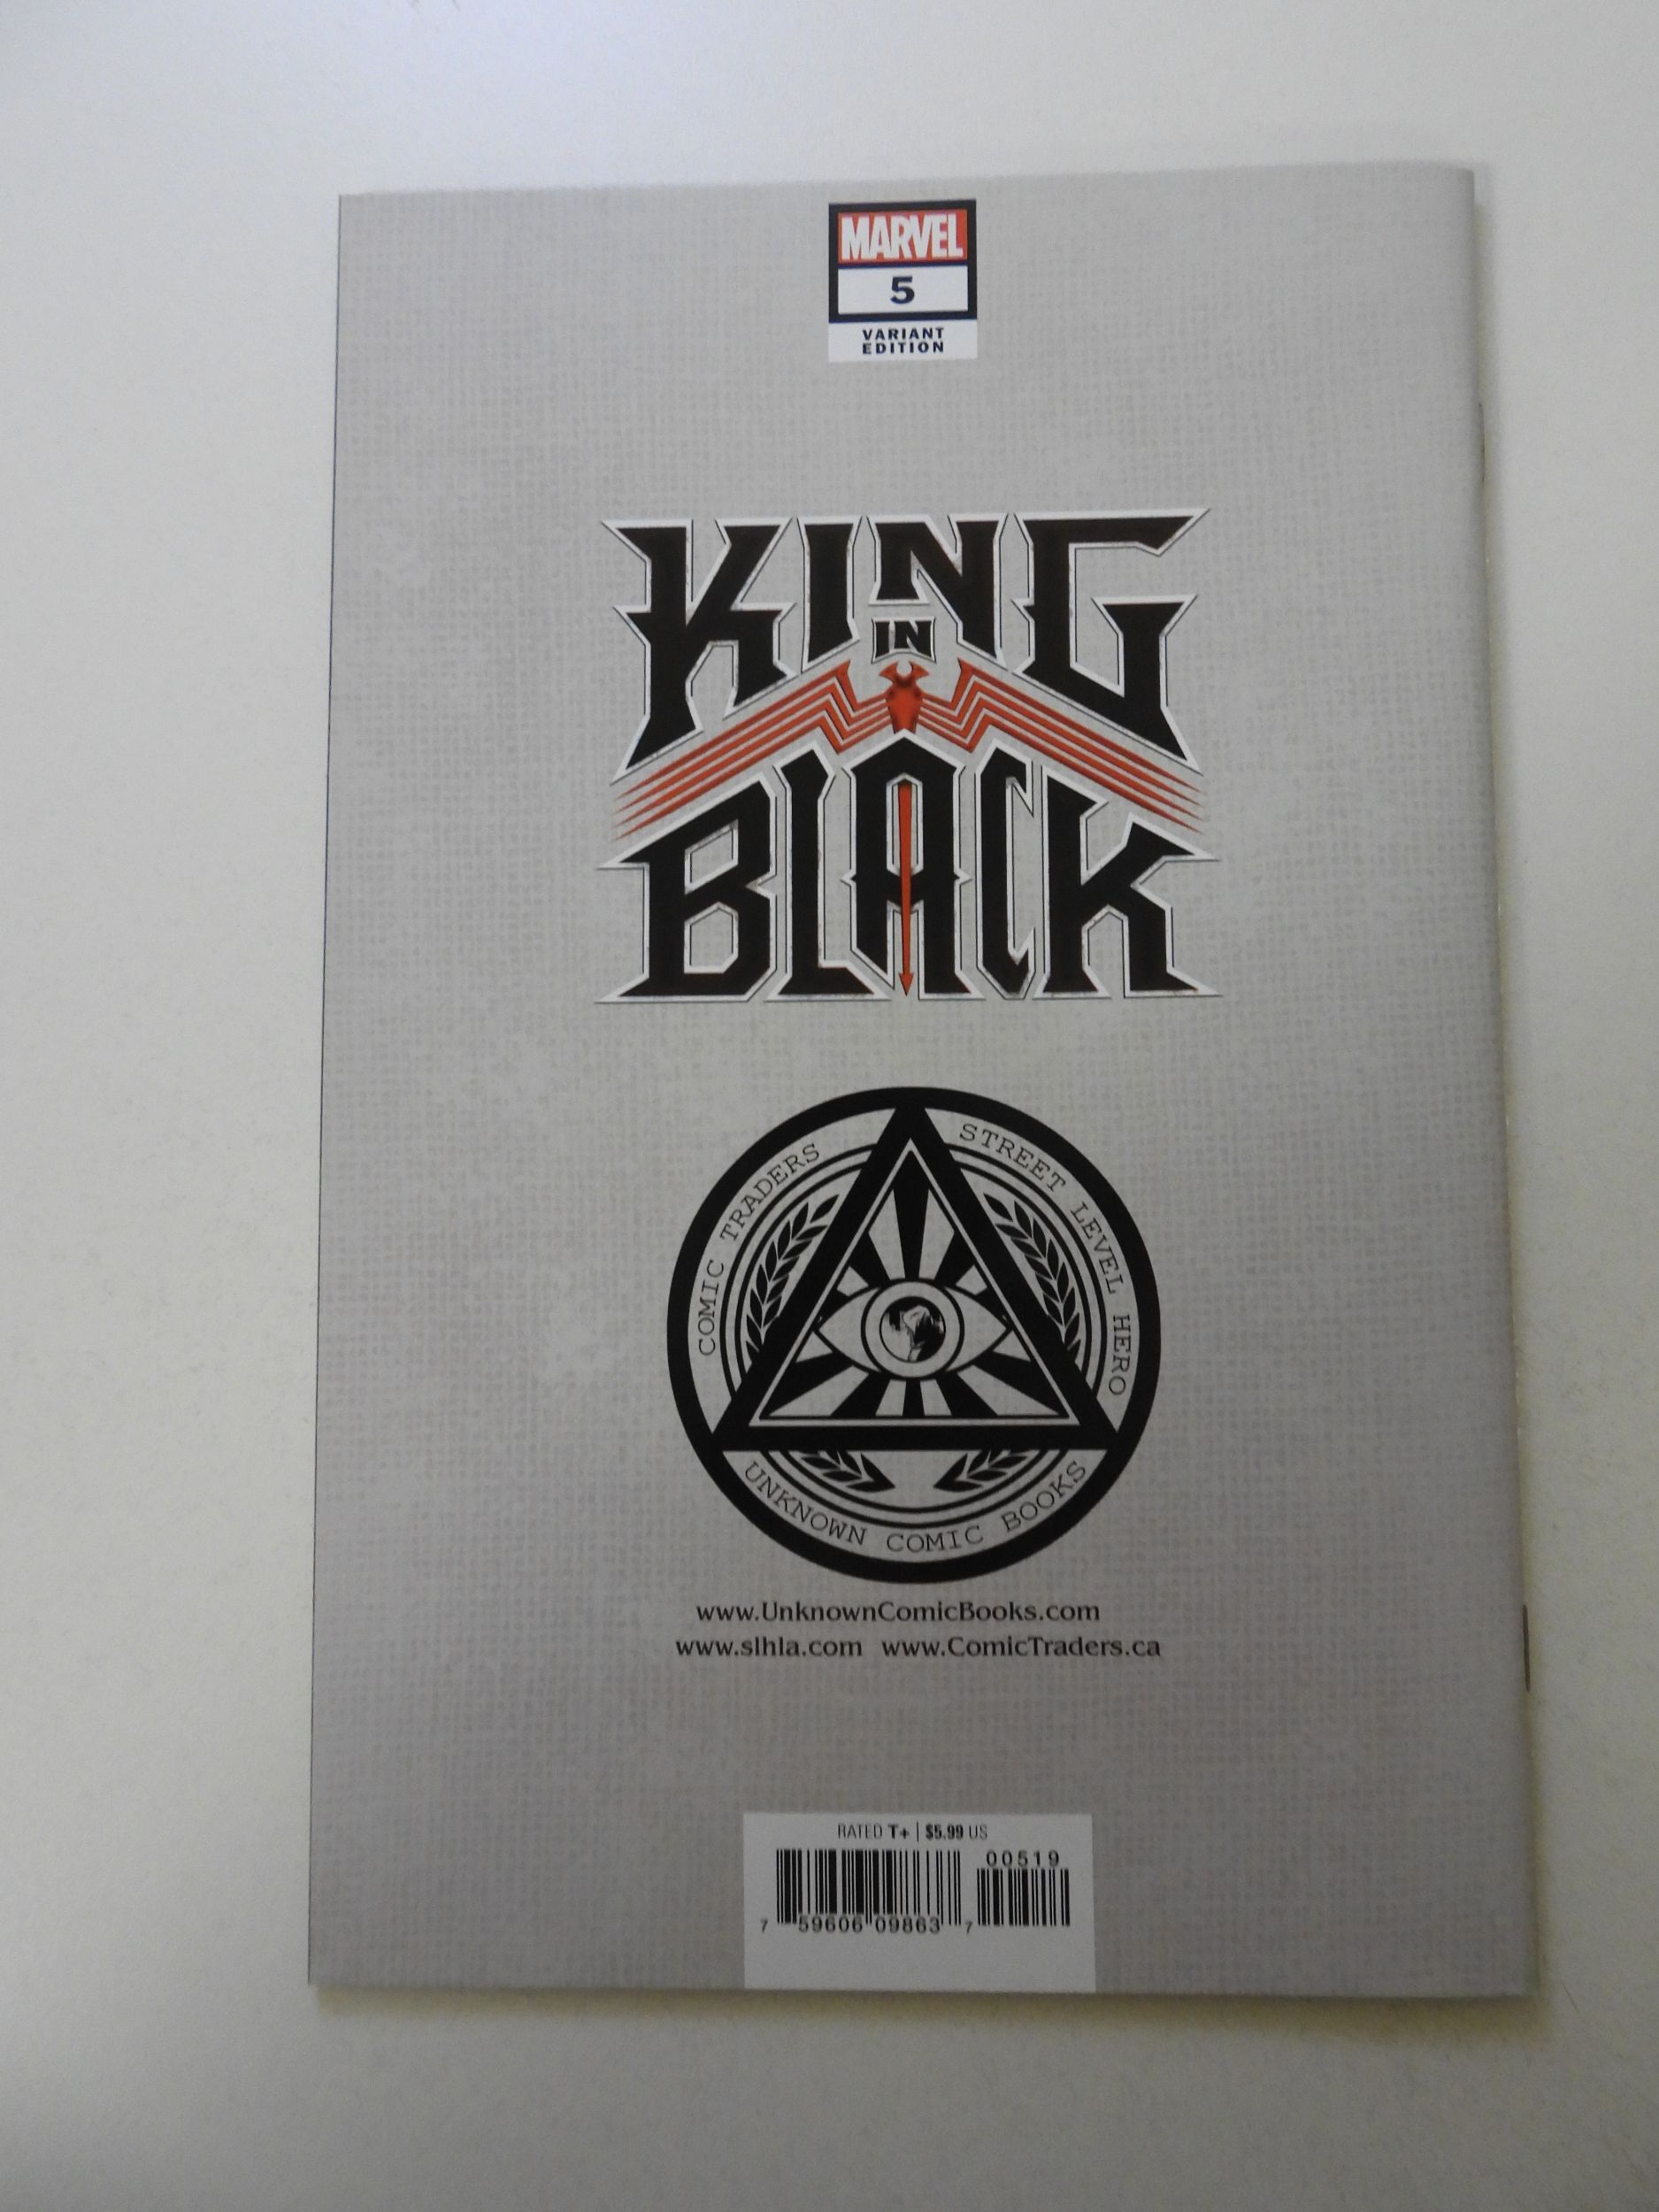 MARVEL
5
VARIANT
EDITION
KING
IN
BLACK
COMIC TRADERS
STREET LEVEL HERO
UNKNOWN COMIC BOOKS
www.UnknownComicBooks.com
www.slhla.com www.ComicTraders.ca
RATED T+ | $5.99 US
00519
7 59606 09863 7